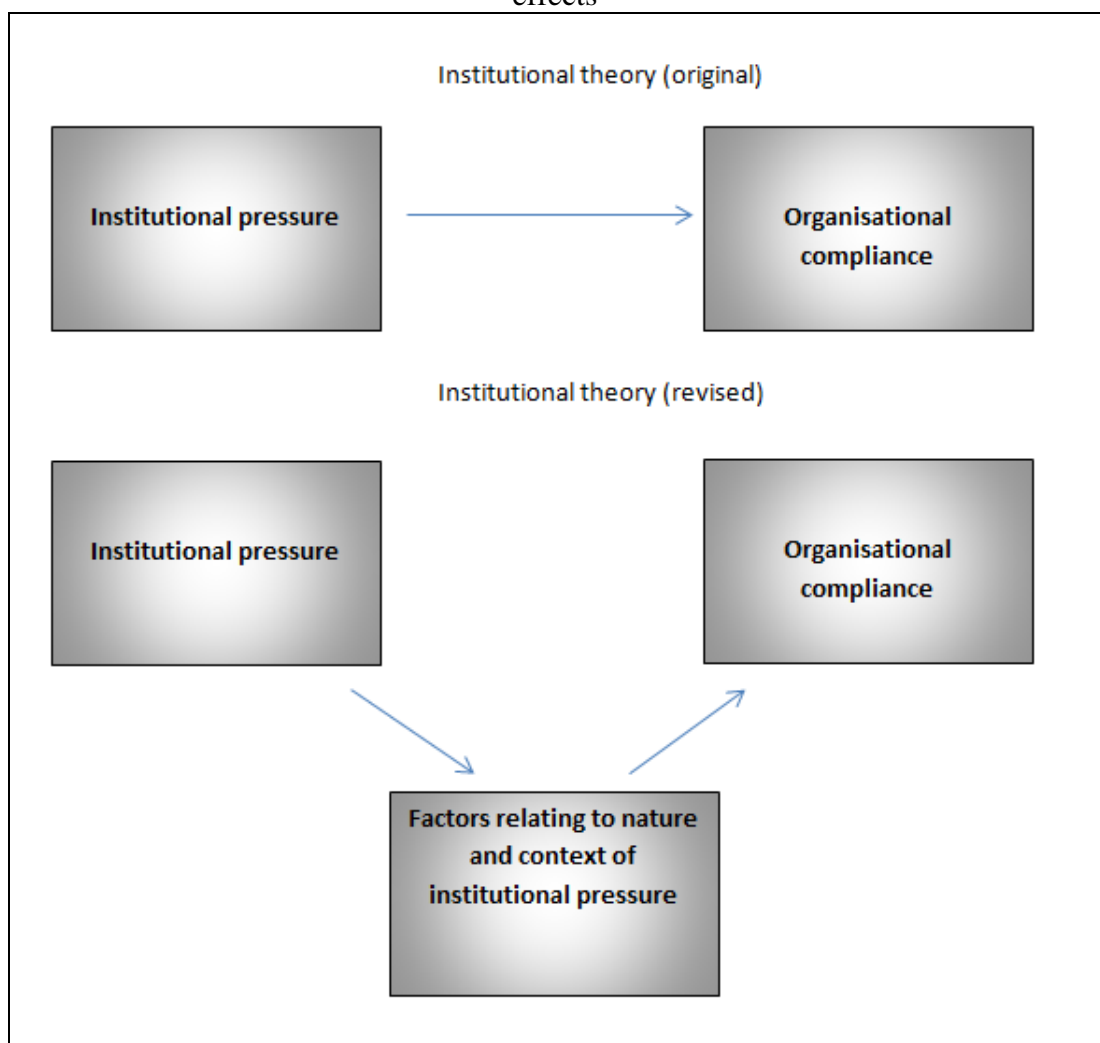 effects
Institutional theory (original)
Institutional pressure
Organisational
compliance
Institutional theory (revised)
Institutional pressure
Organisational
compliance
Factors relating to nature
and context of
institutional pressure